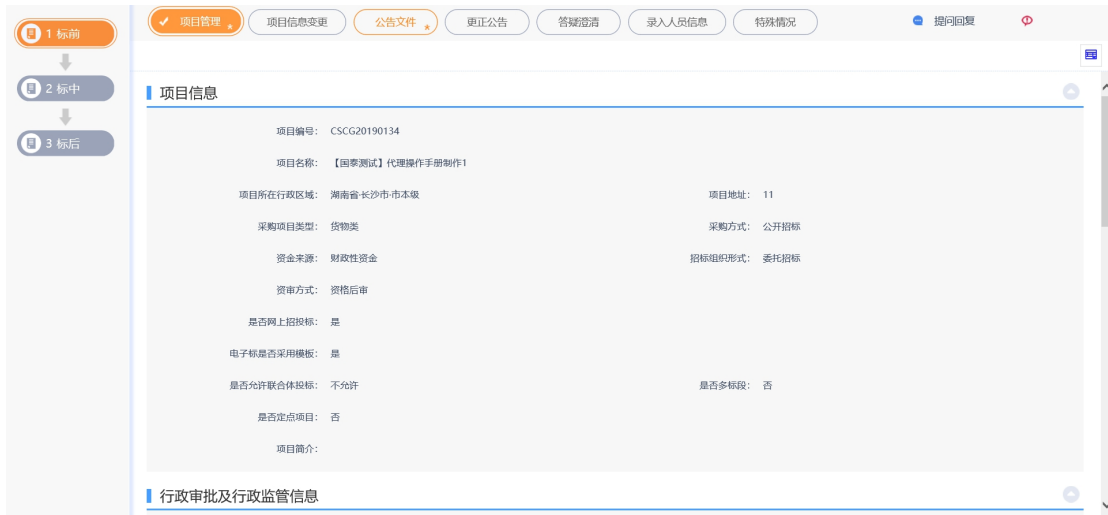 1 标前
2 标中
3 标后
项目管理 * 项目信息变更 公告文件 * 更正公告 答疑澄清 录入人员信息 特殊情况 提问回复
项目信息
项目编号： CSCG20190134
项目名称： 【国泰测试】代理操作手册制作1
项目所在行政区域： 湖南省·长沙市·市本级 项目地址： 11
采购项目类型： 货物类 采购方式： 公开招标
资金来源： 财政性资金 招标组织形式： 委托招标
资审方式： 资格后审
是否网上招投标： 是
电子标是否采用模板： 是
是否允许联合体投标： 不允许 是否多标段： 否
是否定点项目： 否
项目简介：
行政审批及行政监管信息